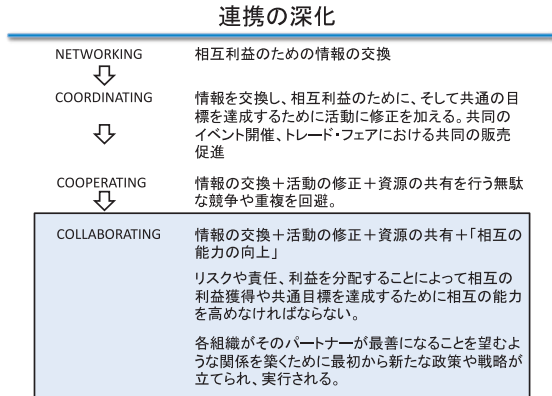 連携の深化
NETWORKING 相互利益のための情報の交換
COORDINATING 情報を交換し、相互利益のために、そして共通の目
標を達成するために活動に修正を加える。共同の
イベント開催、トレード・フェアにおける共同の販売
促進
COOPERATING 情報の交換＋活動の修正＋資源の共有を行う無駄
な競争や重複を回避。
COLLABORATING 情報の交換＋活動の修正＋資源の共有＋「相互の
能力の向上」
リスクや責任、利益を分配することによって相互の
利益獲得や共通目標を達成するために相互の能力
を高めなければならない。
各組織がそのパートナーが最善になることを望むよ
うな関係を築くために最初から新たな政策や戦略が
立てられ、実行される。